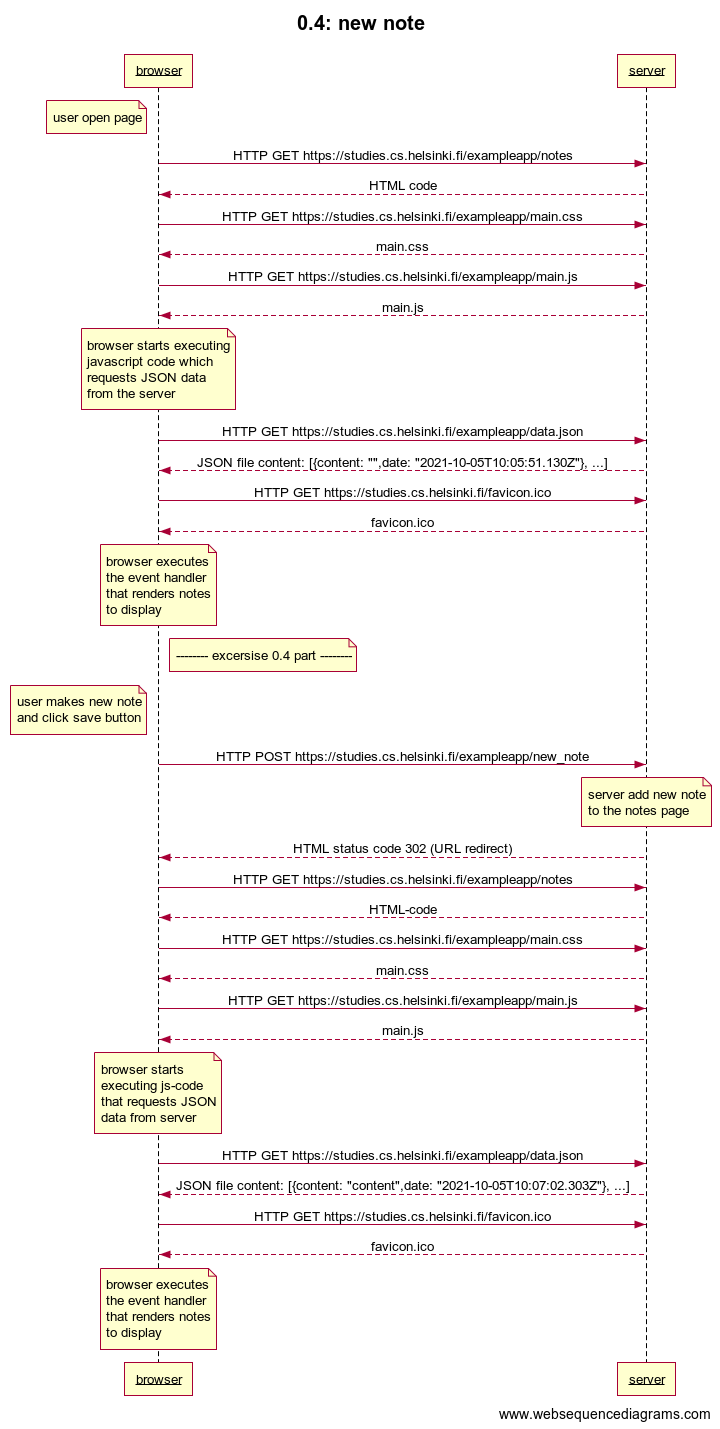 0.4: new note
browser
server
user open page
HTTP GET https://studies.cs.helsinki.fi/exampleapp/notes
HTML code
HTTP GET https://studies.cs.helsinki.fi/exampleapp/main.css
main.css
HTTP GET https://studies.cs.helsinki.fi/exampleapp/main.js
main.js
browser starts executing
javascript code which
requests JSON data
from the server
HTTP GET https://studies.cs.helsinki.fi/exampleapp/data.json
JSON file content: [{content: "",date: "2021-10-05T10:05:51.130Z"}, ...]
HTTP GET https://studies.cs.helsinki.fi/favicon.ico
favicon.ico
browser executes
the event handler
that renders notes
to display
-------- excersise 0.4 part --------
user makes new note
and click save button
HTTP POST https://studies.cs.helsinki.fi/exampleapp/new_note
server add new note
to the notes page
HTML status code 302 (URL redirect)
HTTP GET https://studies.cs.helsinki.fi/exampleapp/notes
HTML-code
HTTP GET https://studies.cs.helsinki.fi/exampleapp/main.css
main.css
HTTP GET https://studies.cs.helsinki.fi/exampleapp/main.js
main.js
browser starts
executing js-code
that requests JSON
data from server
HTTP GET https://studies.cs.helsinki.fi/exampleapp/data.json
JSON file content: [{content: "content",date: "2021-10-05T10:07:02.303Z"}, ...]
HTTP GET https://studies.cs.helsinki.fi/favicon.ico
favicon.ico
browser executes
the event handler
that renders notes
to display
browser
server
www.websequencediagrams.com